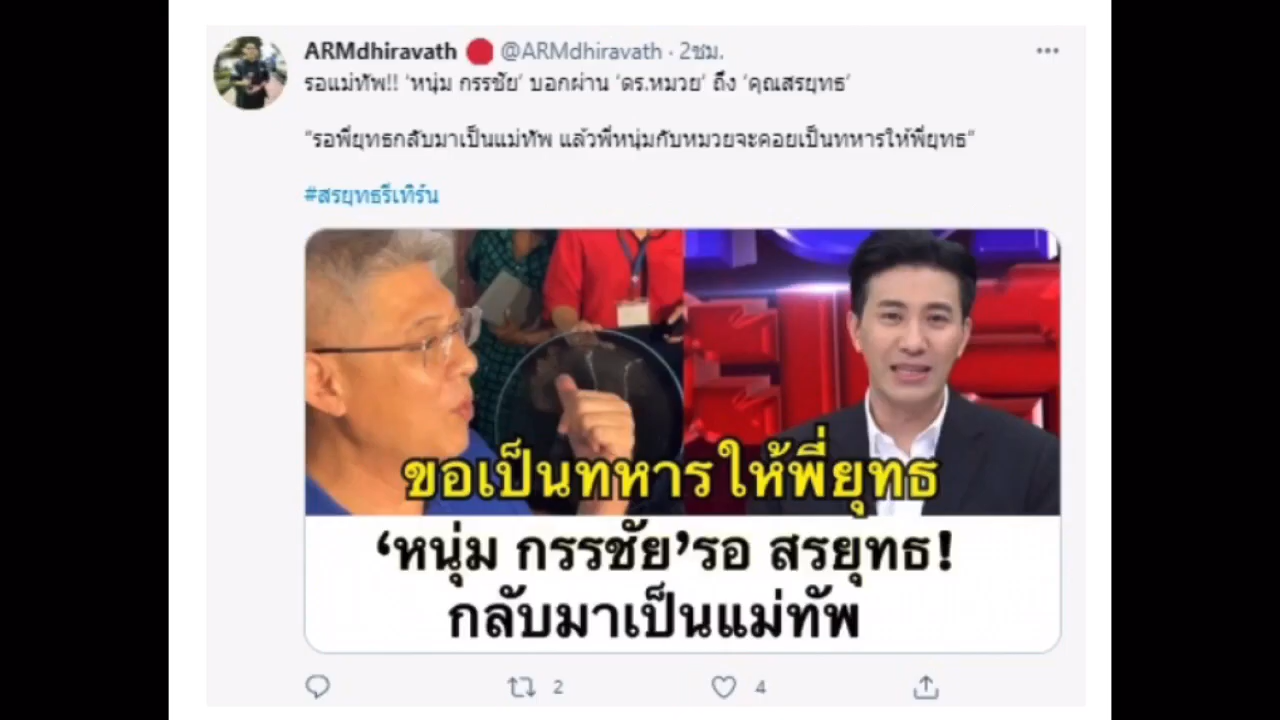 ARMdhiravath 🔴 @ARMdhiravath · 2ชม.
รอแม่ทัพ!! ‘หนุ่ม กรรชัย’ บอกผ่าน ‘ดร.หมวย’ ถึง ‘คุณสรยุทธ’
“รอพี่ยุทธกลับมาเป็นแม่ทัพ แล้วพี่หนุ่มกับหมวยจะคอยเป็นทหารให้พี่ยุทธ”
#สรยุทธรีเทิร์น
ขอเป็นทหารให้พี่ยุทธ
‘หนุ่ม กรรชัย’รอ สรยุทธ!
กลับมาเป็นแม่ทัพ
2 4